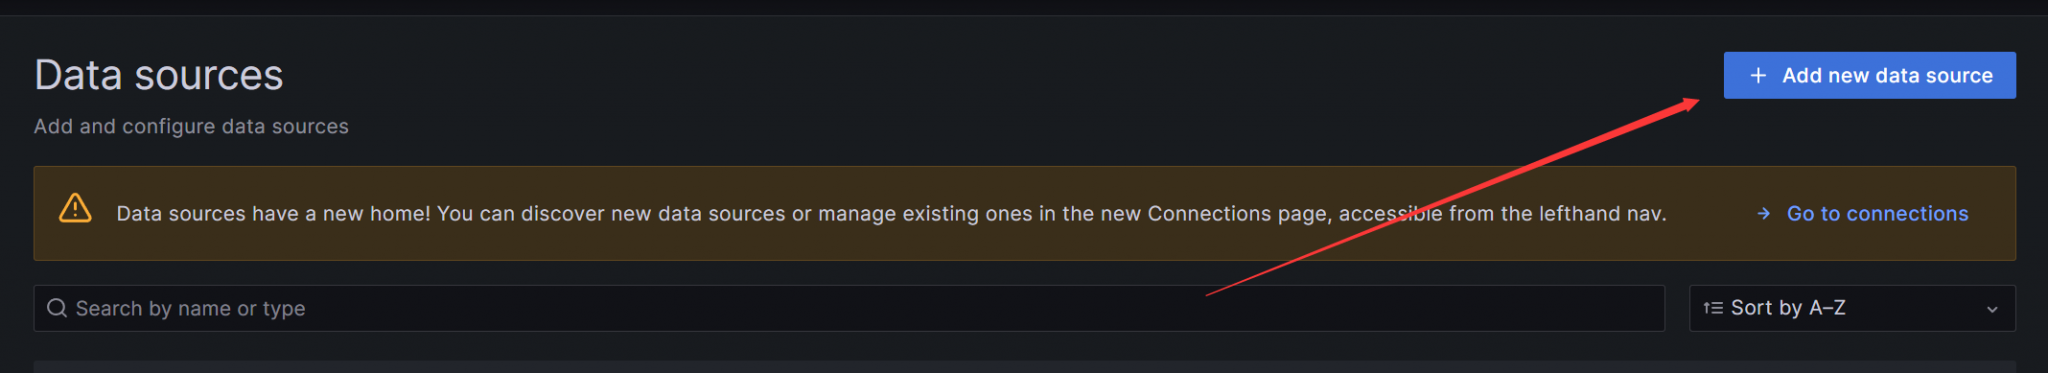 Data sources
+ Add new data source
Add and configure data sources
Data sources have a new home! You can discover new data sources or manage existing ones in the new Connections page, accessible from the lefthand nav.
→ Go to connections
Search by name or type
Sort by A–Z